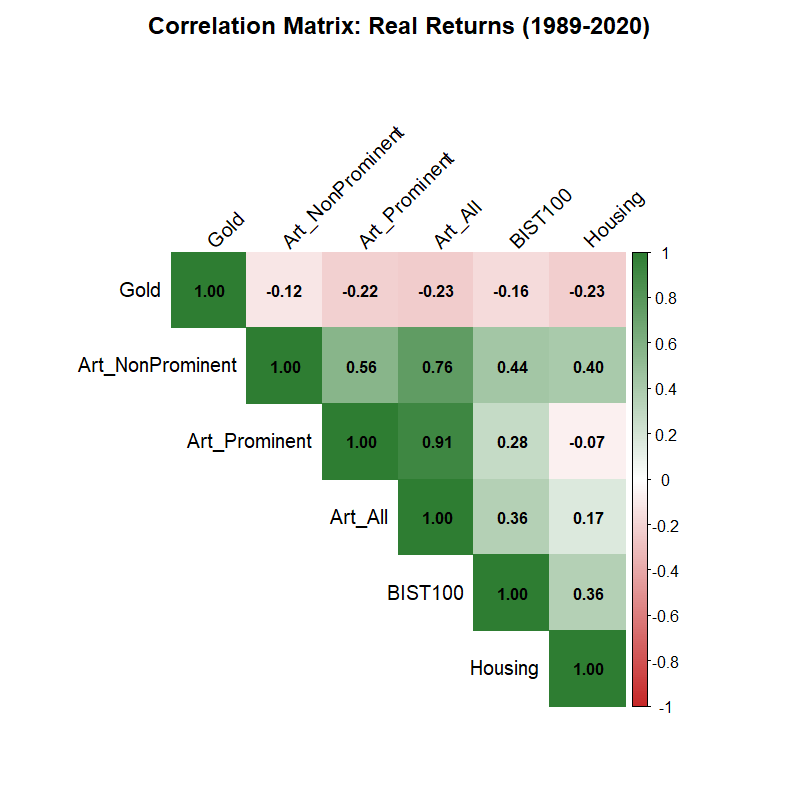 Correlation Matrix: Real Returns (1989-2020)
Gold Art_NonProminent Art_Prominent Art_All BIST100 Housing
Gold 1.00 -0.12 -0.22 -0.23 -0.16 -0.23
Art_NonProminent 1.00 0.56 0.76 0.44 0.40
Art_Prominent 1.00 0.91 0.28 -0.07
Art_All 1.00 0.36 0.17
BIST100 1.00 0.36
Housing 1.00
1
0.8
0.6
0.4
0.2
0
-0.2
-0.4
-0.6
-0.8
-1